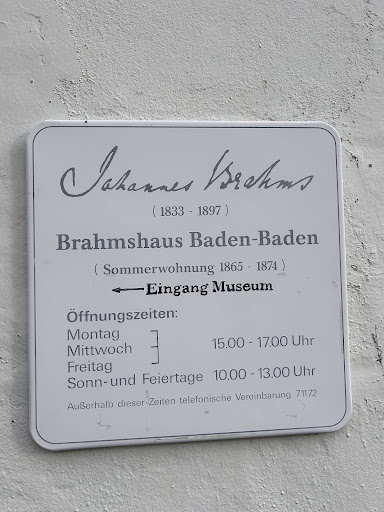 Johannes Brahms
( 1833 - 1897 )
Brahmshaus Baden-Baden
( Sommerwohnung 1865 - 1874 )
← Eingang Museum
Öffnungszeiten:
Montag
Mittwoch 15.00 - 17.00 Uhr
Freitag
Sonn- und Feiertage 10.00 - 13.00 Uhr
Außerhalb dieser Zeiten telefonische Vereinbarung 71172